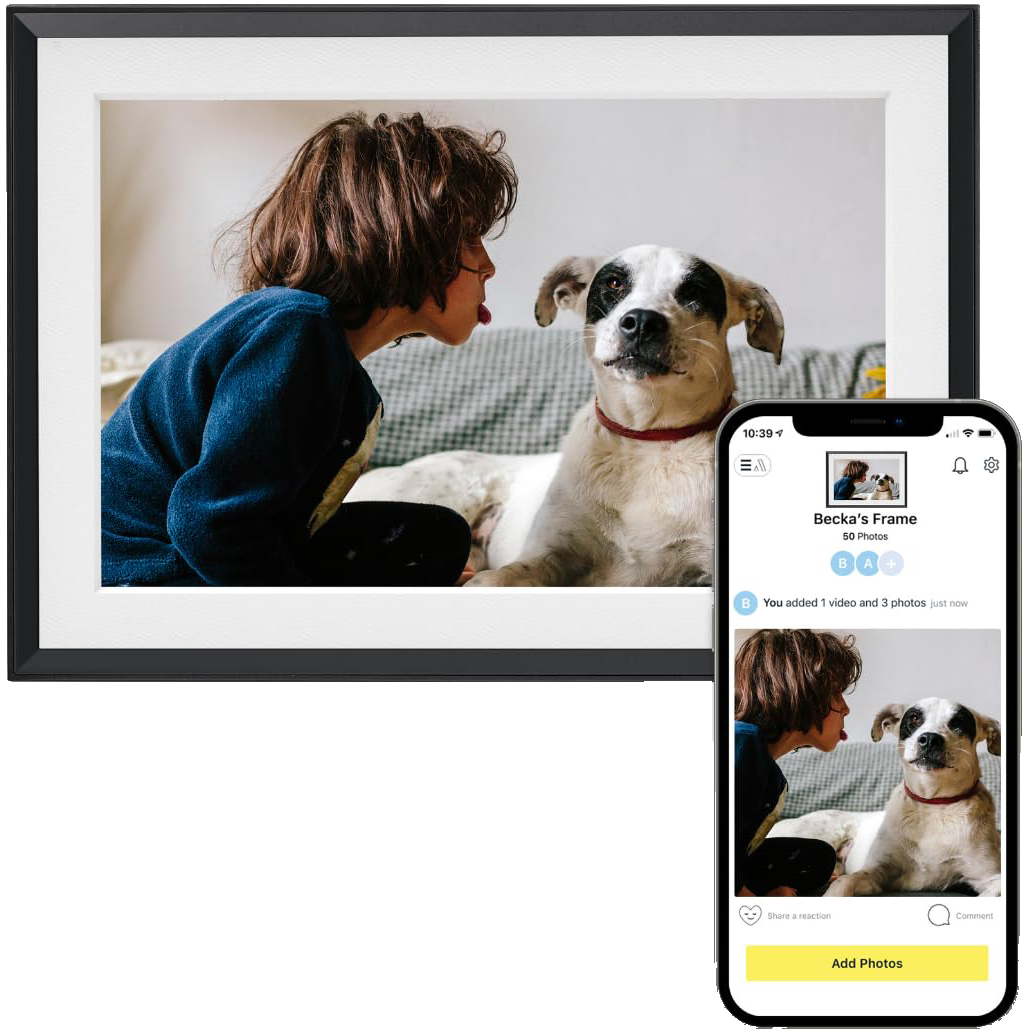 10:39
Becka's Frame
50 Photos
B A +
B You added 1 video and 3 photos just now
Share a reaction Comment
Add Photos